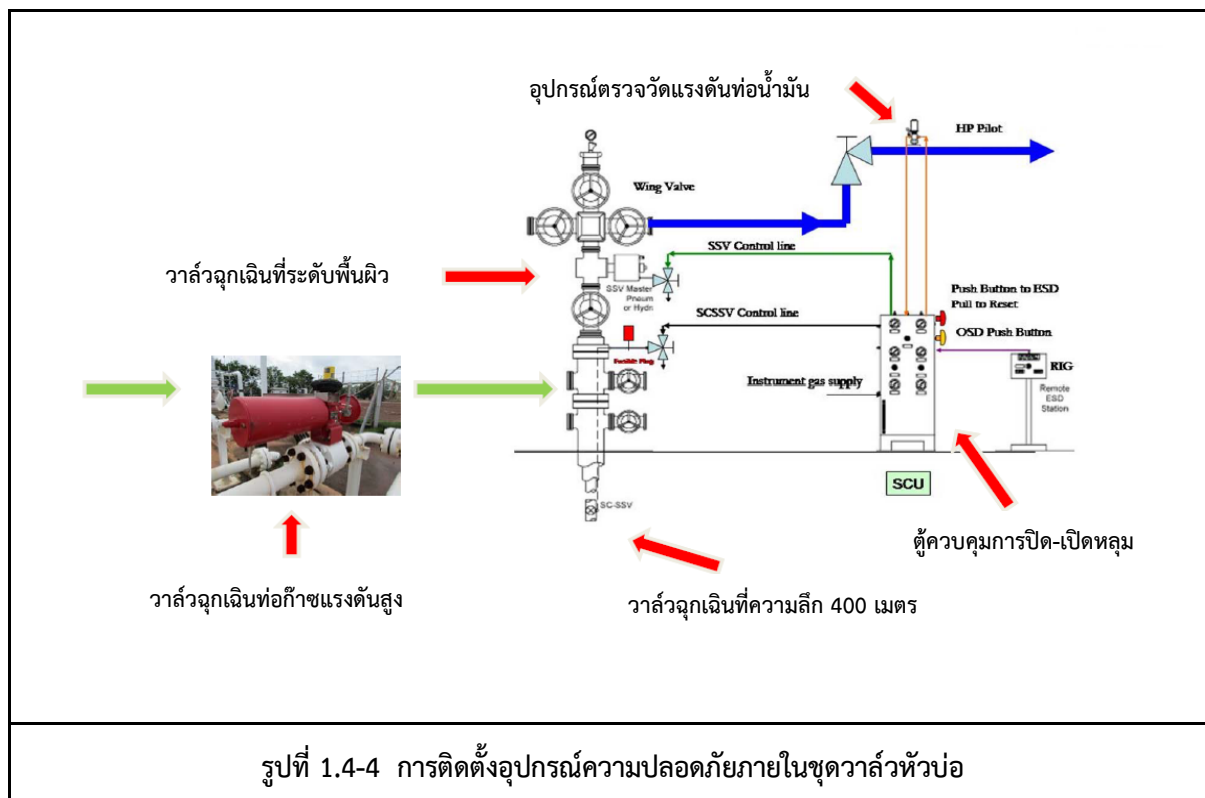 อุปกรณ์ตรวจวัดแรงดันท่อน้ำมัน
HP Pilot
Wing Valve
SSV Control line
วาล์วฉุกเฉินที่ระดับพื้นผิว
SSV Master
Pneum
or Hydn
Push Button to ESD
Pull to Reset
SCSSV Control line
OSD Push Button
Fusible Plug
RIG
Instrument gas supply
Remote
ESD
Station
SCU
SC-SSV
ตู้ควบคุมการปิด-เปิดหลุม
วาล์วฉุกเฉินท่อก๊าซแรงดันสูง
วาล์วฉุกเฉินที่ความลึก 400 เมตร
รูปที่ 1.4-4 การติดตั้งอุปกรณ์ความปลอดภัยภายในชุดวาล์วหัวบ่อ